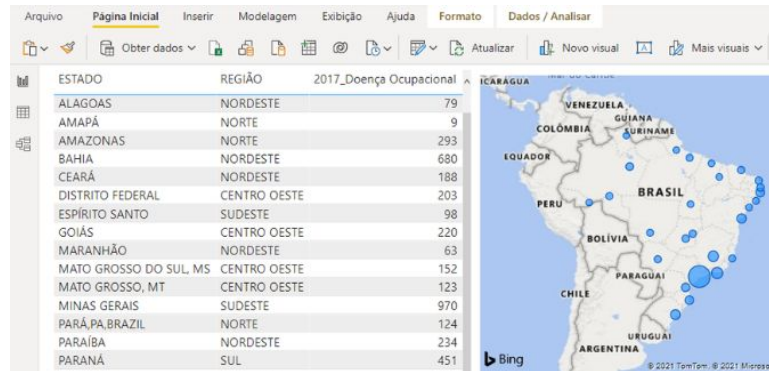 Arquivo Página Inicial Inserir Modelagem Exibição Ajuda Formato Dados / Analisar
Obter dados Atualizar Novo visual Mais visuais
ESTADO REGIÃO 2017_Doença Ocupacional
ALAGOAS NORDESTE 79
AMAPÁ NORTE 9
AMAZONAS NORTE 293
BAHIA NORDESTE 680
CEARÁ NORDESTE 188
DISTRITO FEDERAL CENTRO OESTE 203
ESPÍRITO SANTO SUDESTE 98
GOIÁS CENTRO OESTE 220
MARANHÃO NORDESTE 63
MATO GROSSO DO SUL, MS CENTRO OESTE 152
MATO GROSSO, MT CENTRO OESTE 123
MINAS GERAIS SUDESTE 970
PARÁ,PA,BRAZIL NORTE 124
PARAÍBA NORDESTE 234
PARANÁ SUL 451
ICARAGUA
VENEZUELA
GUIANA
COLÔMBIA SURINAME
EQUADOR
BRASIL
PERU
BOLÍVIA
PARAGUAI
CHILE
URUGUAI
ARGENTINA
Bing
© 2021 TomTom, © 2021 Microso